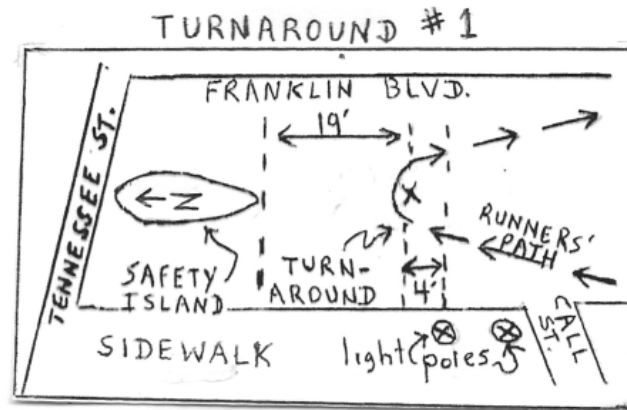 TURNAROUND #1
FRANKLIN BLVD.
19'
TENNESSEE ST.
N
X
RUNNERS'
PATH
SAFETY
ISLAND
TURN-
AROUND
4'
SIDEWALK
light poles
CALL
ST.